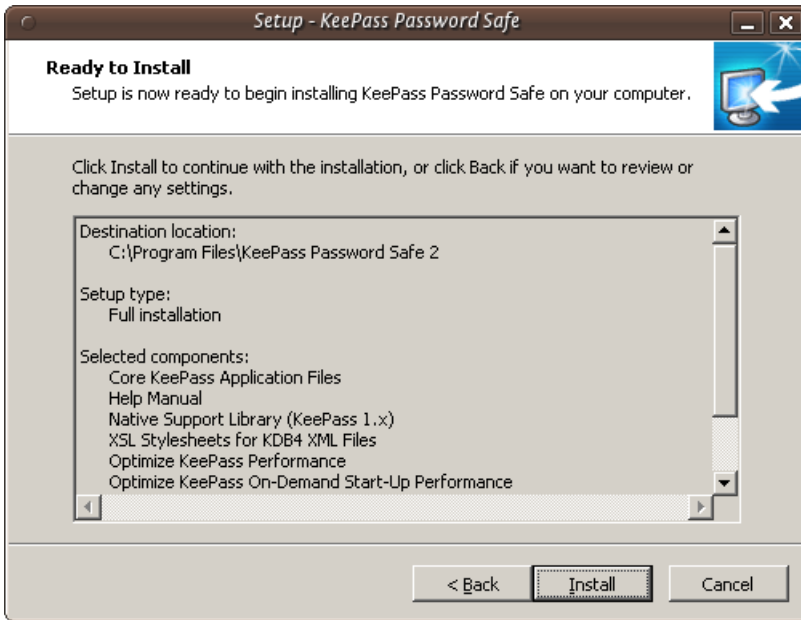 Setup - KeePass Password Safe
Ready to Install
Setup is now ready to begin installing KeePass Password Safe on your computer.
Click Install to continue with the installation, or click Back if you want to review or
change any settings.
Destination location:
C:\Program Files\KeePass Password Safe 2
Setup type:
Full installation
Selected components:
Core KeePass Application Files
Help Manual
Native Support Library (KeePass 1.x)
XSL Stylesheets for KDB4 XML Files
Optimize KeePass Performance
Optimize KeePass On-Demand Start-Up Performance
< Back
Install
Cancel